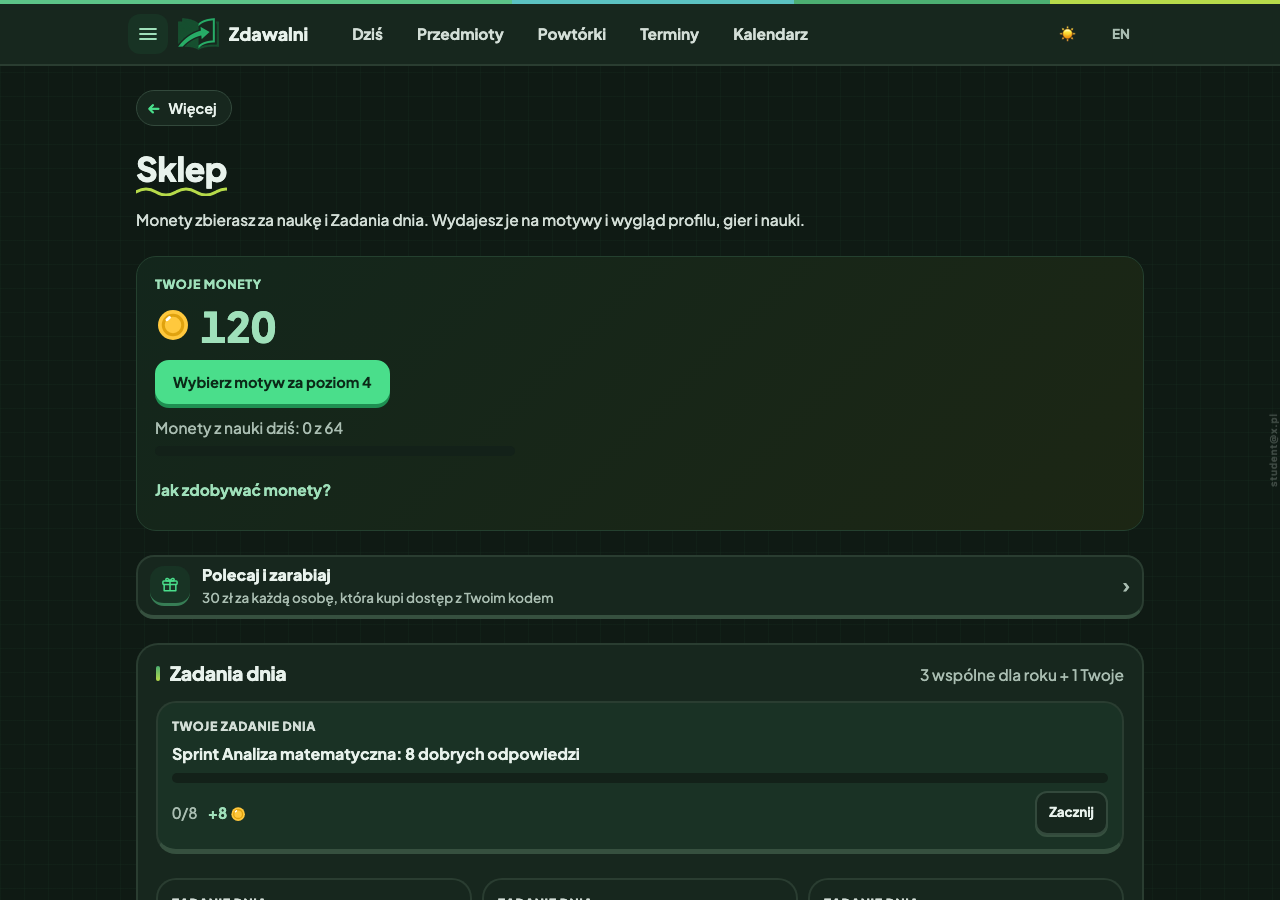 Zdawalni
Dziś
Przedmioty
Powtórki
Terminy
Kalendarz
EN
Więcej
Sklep
Monety zbierasz za naukę i Zadania dnia. Wydajesz je na motywy i wygląd profilu, gier i nauki.
TWOJE MONETY
120
Wybierz motyw za poziom 4
Monety z nauki dziś: 0 z 64
Jak zdobywać monety?
student@x.pl
Polecaj i zarabiaj
30 zł za każdą osobę, która kupi dostęp z Twoim kodem
Zadania dnia
3 wspólne dla roku + 1 Twoje
TWOJE ZADANIE DNIA
Sprint Analiza matematyczna: 8 dobrych odpowiedzi
0/8 +8
Zacznij